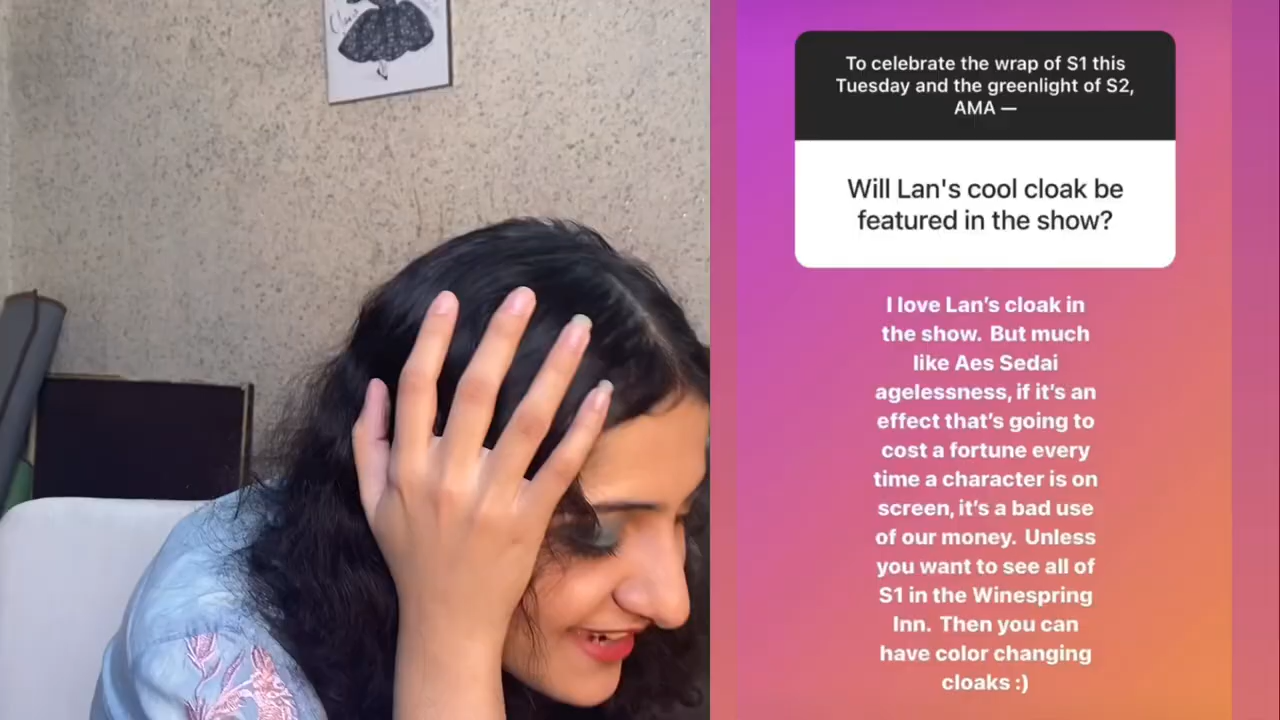 To celebrate the wrap of S1 this
Tuesday and the greenlight of S2,
AMA —
Will Lan's cool cloak be
featured in the show?
I love Lan's cloak in
the show. But much
like Aes Sedai
agelessness, if it's an
effect that's going to
cost a fortune every
time a character is on
screen, it's a bad use
of our money. Unless
you want to see all of
S1 in the Winespring
Inn. Then you can
have color changing
cloaks :)